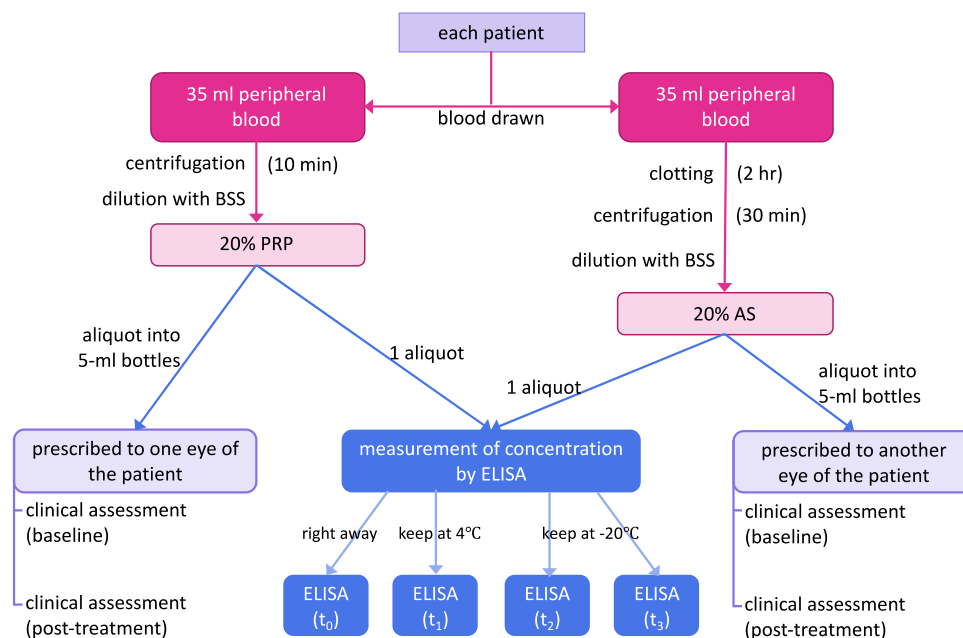 each patient
35 ml peripheral
blood
blood drawn
35 ml peripheral
blood
centrifugation (10 min)
dilution with BSS
20% PRP
clotting (2 hr)
centrifugation (30 min)
dilution with BSS
20% AS
aliquot into
5-ml bottles
1 aliquot
1 aliquot
aliquot into
5-ml bottles
prescribed to one eye of
the patient
clinical assessment
(baseline)
clinical assessment
(post-treatment)
measurement of concentration
by ELISA
right away
keep at 4℃
keep at -20℃
ELISA
(t₀)
ELISA
(t₁)
ELISA
(t₂)
ELISA
(t₃)
prescribed to another
eye of the patient
clinical assessment
(baseline)
clinical assessment
(post-treatment)